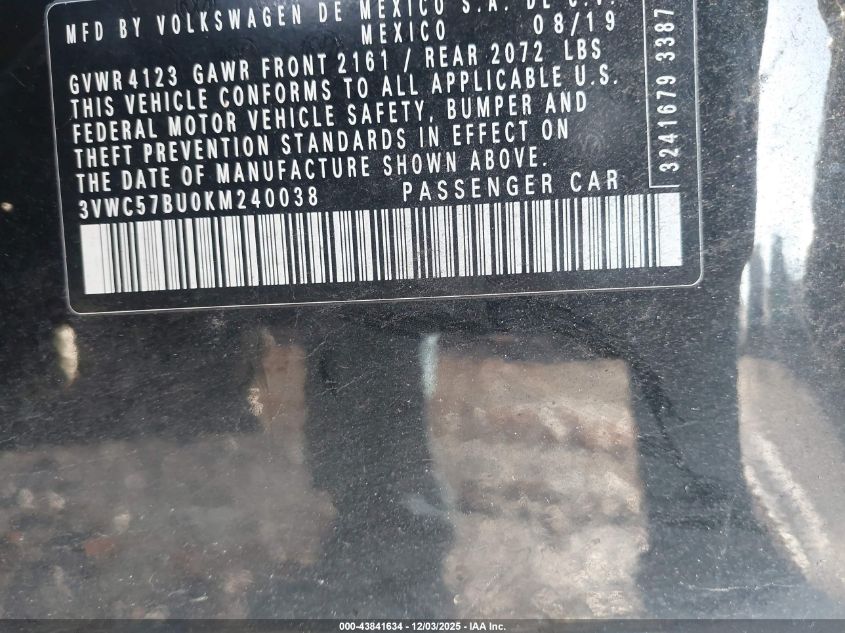 MFD BY VOLKSWAGEN DE MEXICO S.A. DE C.V.
MEXICO 08/19
GVWR 4123 GAWR FRONT 2161 / REAR 2072 LBS
THIS VEHICLE CONFORMS TO ALL APPLICABLE U.S.
FEDERAL MOTOR VEHICLE SAFETY, BUMPER AND
THEFT PREVENTION STANDARDS IN EFFECT ON
THE DATE OF MANUFACTURE SHOWN ABOVE.
3VWC57BU0KM240038 PASSENGER CAR
3241679 3387
000-43841634 - 12/03/2025 - IAA Inc.